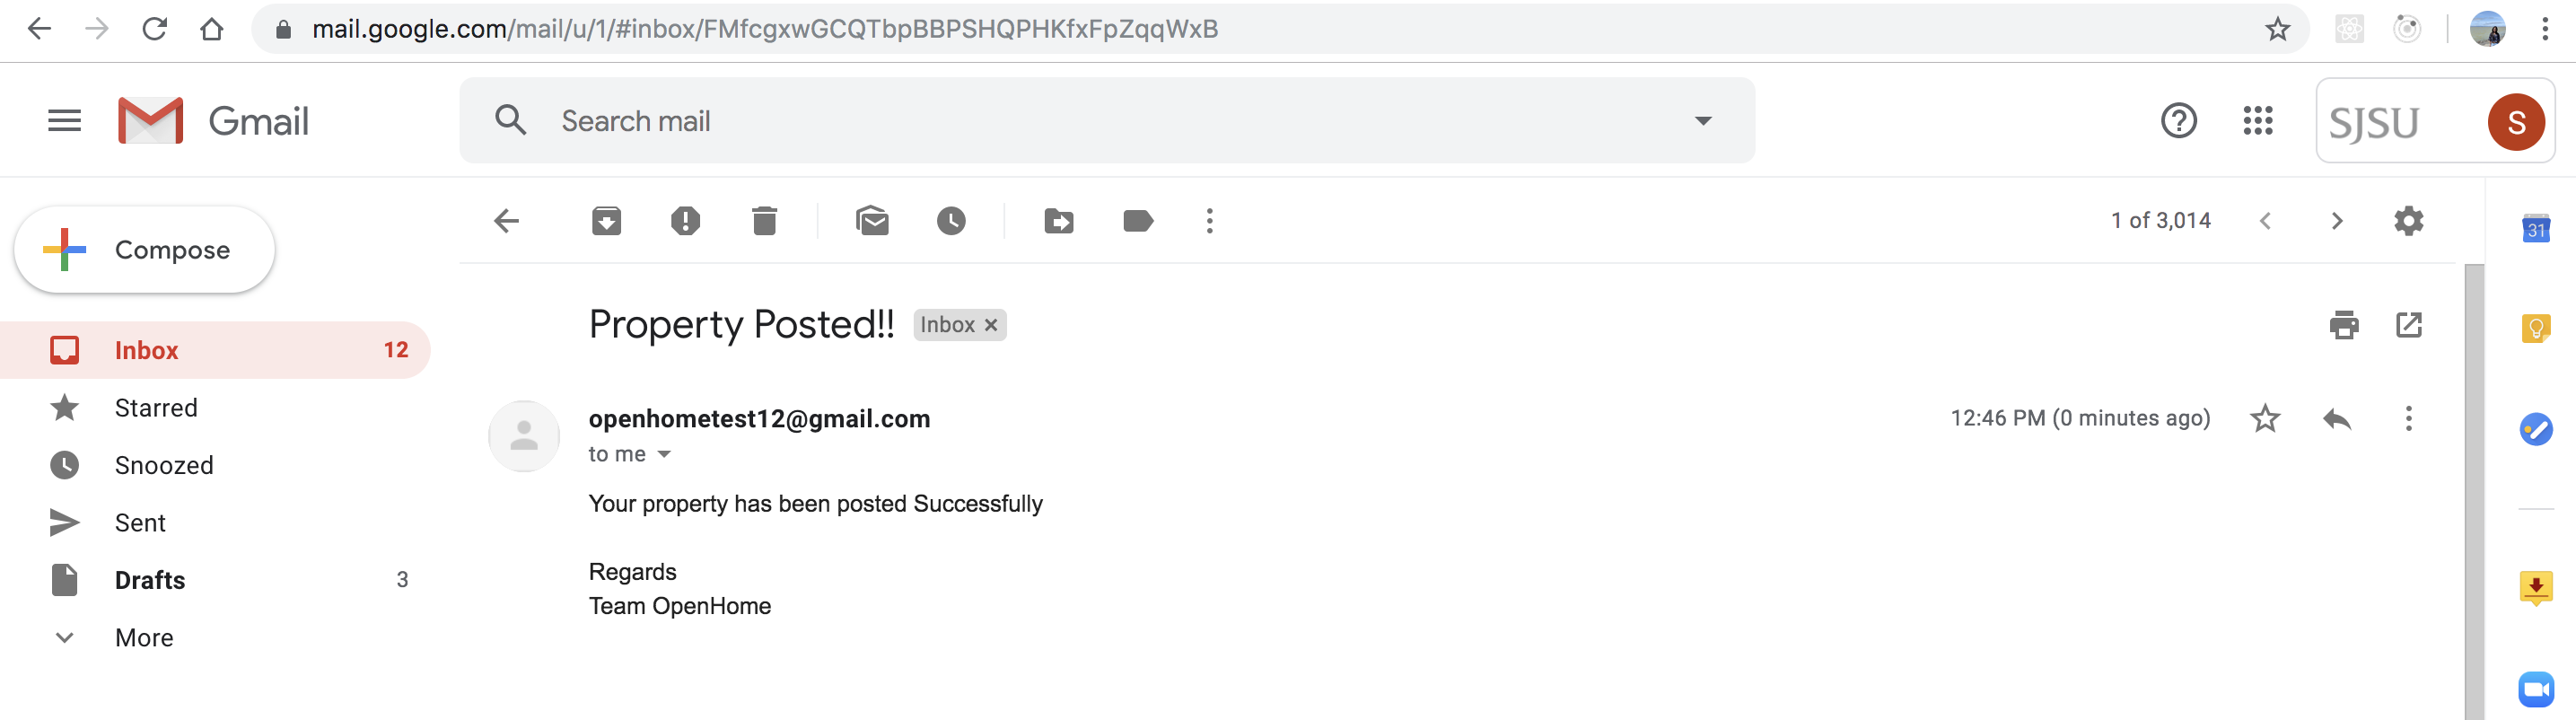 mail.google.com/mail/u/1/#inbox/FMfcgxwGCQTbpBBPSHQPHKfxFpZqqWxB
Gmail
Search mail
SJSU
S
Compose
1 of 3,014
31
Property Posted!!
Inbox
Inbox 12
Starred
openhometest12@gmail.com
12:46 PM (0 minutes ago)
to me
Snoozed
Your property has been posted Successfully
Sent
Regards
Drafts 3
Team OpenHome
More